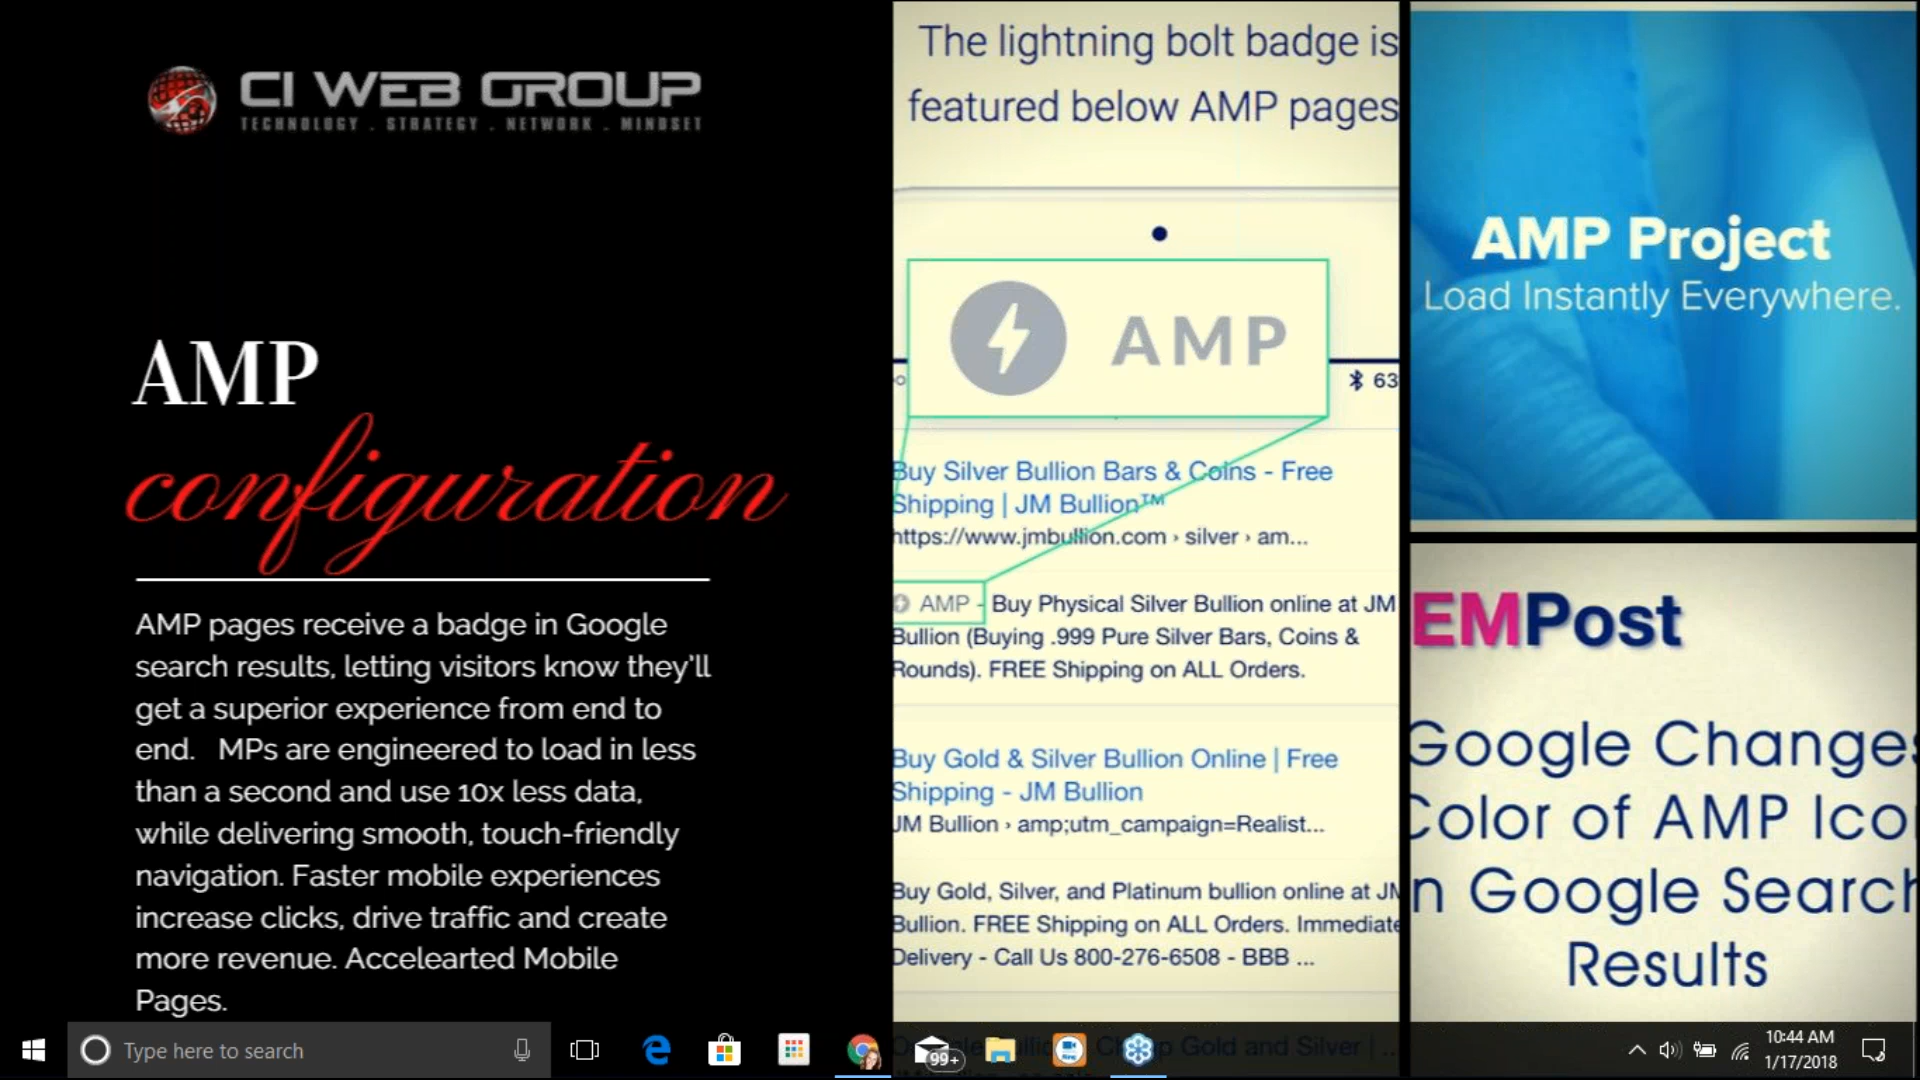 CI WEB GROUP
TECHNOLOGY . STRATEGY . NETWORK . MINDSET
AMP
configuration
AMP pages receive a badge in Google
search results, letting visitors know they'll
get a superior experience from end to
end.   MPs are engineered to load in less
than a second and use 10x less data,
while delivering smooth, touch-friendly
navigation. Faster mobile experiences
increase clicks, drive traffic and create
more revenue. Accelearted Mobile
Pages.
The lightning bolt badge is
featured below AMP pages
AMP
63
Buy Silver Bullion Bars & Coins - Free
Shipping | JM Bullion™
https://www.jmbullion.com › silver › am...
AMP - Buy Physical Silver Bullion online at JM
Bullion (Buying .999 Pure Silver Bars, Coins &
Rounds). FREE Shipping on ALL Orders.
Buy Gold & Silver Bullion Online | Free
Shipping - JM Bullion
JM Bullion › amp;utm_campaign=Realist...
Buy Gold, Silver, and Platinum bullion online at JM
Bullion. FREE Shipping on ALL Orders. Immediate
Delivery - Call Us 800-276-6508 - BBB ...
AMP Project
Load Instantly Everywhere.
EMPost
Google Changes
Color of AMP Icon
in Google Search
Results
Type here to search
99+
Gold and Silver | ...
10:44 AM
1/17/2018